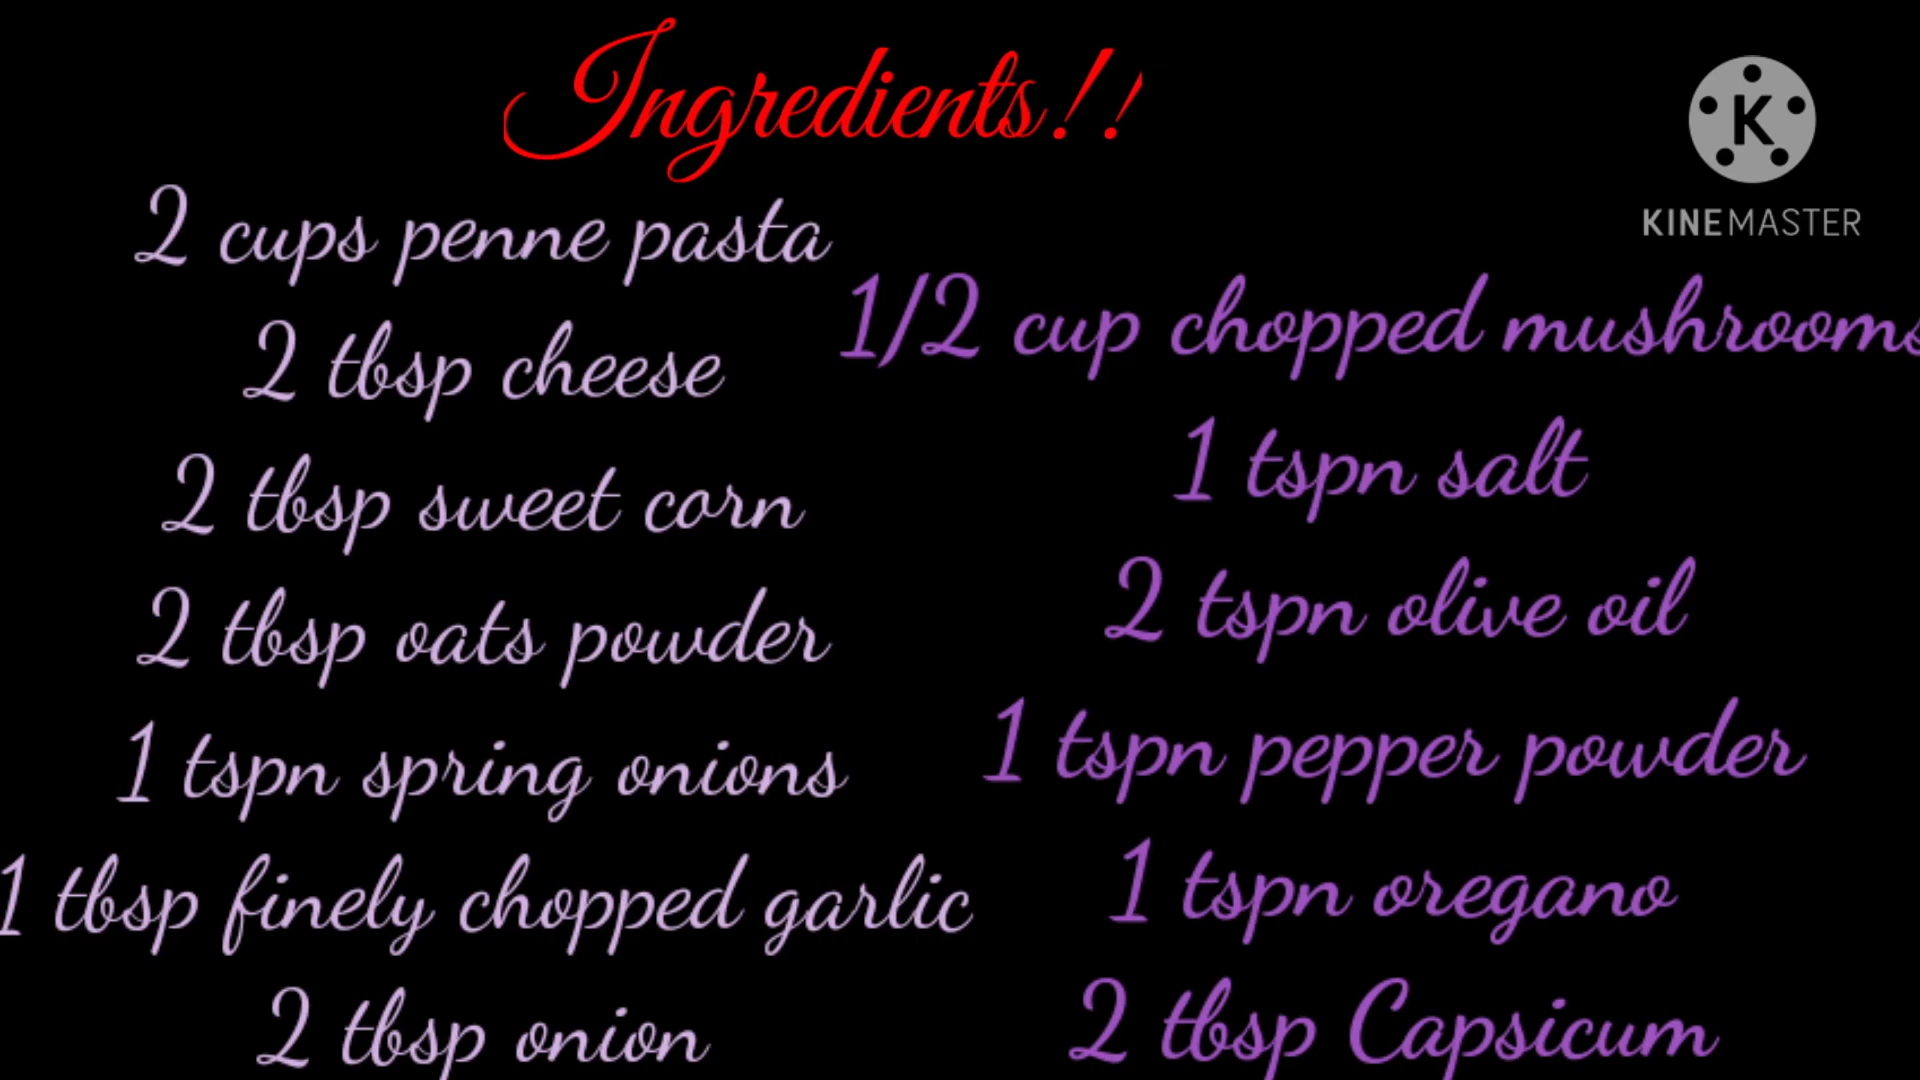 Ingredients!!
KINEMASTER
2 cups penne pasta
2 tbsp cheese
2 tbsp sweet corn
2 tbsp oats powder
1 tspn spring onions
1 tbsp finely chopped garlic
2 tbsp onion
1/2 cup chopped mushrooms
1 tspn salt
2 tspn olive oil
1 tspn pepper powder
1 tspn oregano
2 tbsp Capsicum